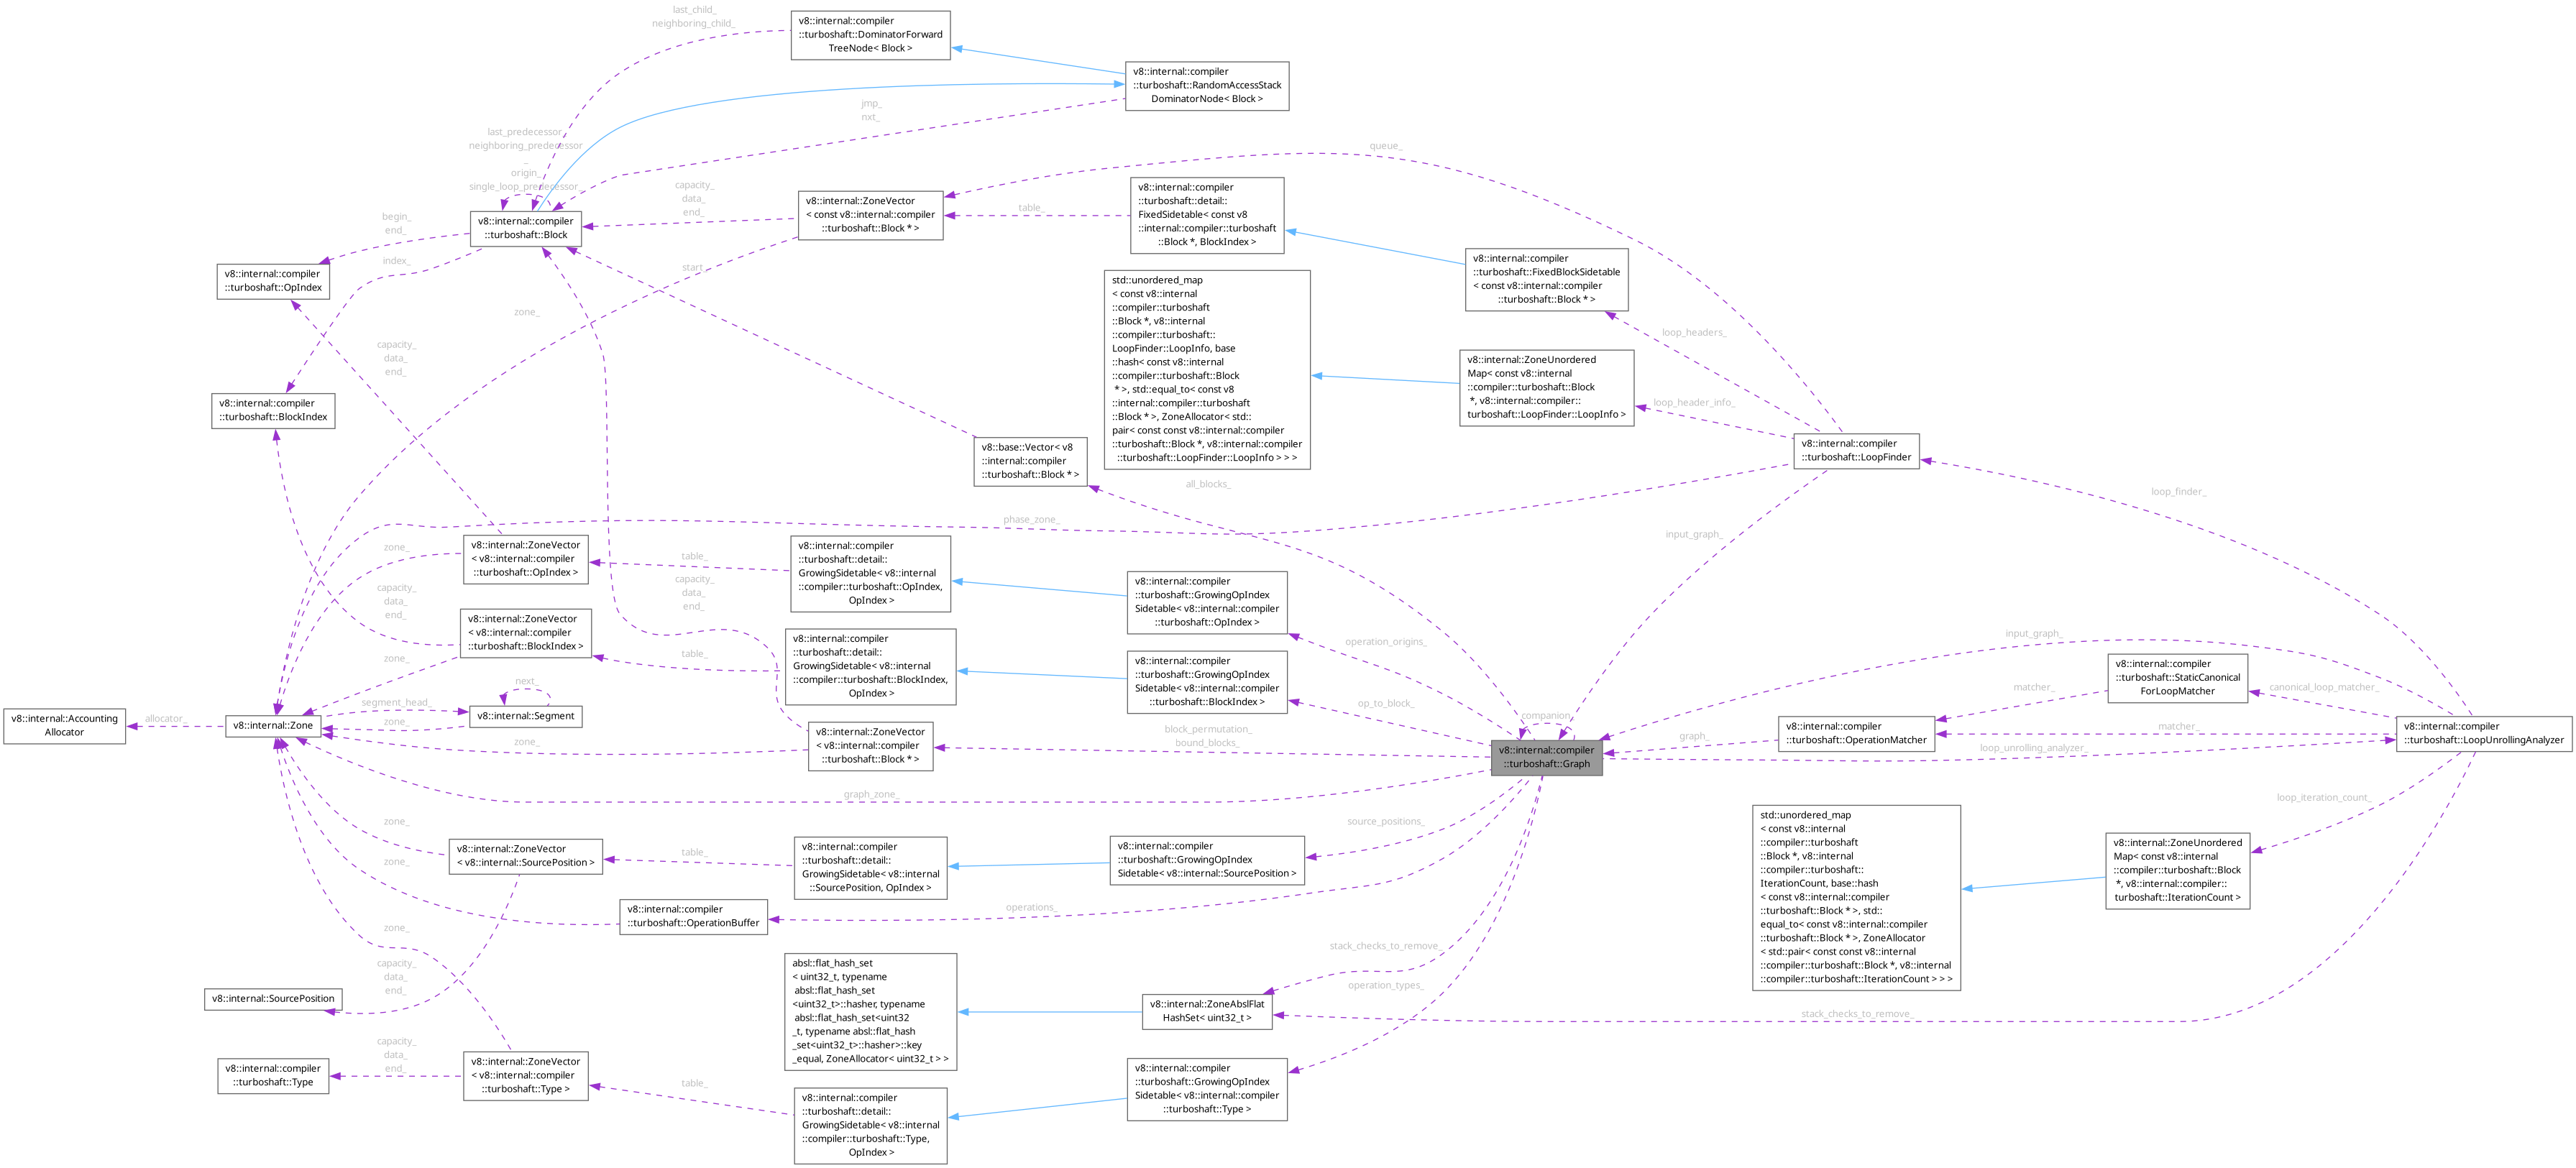 last_child_
neighboring_child_
v8::internal::compiler
::turboshaft::DominatorForward
TreeNode< Block >
v8::internal::compiler
::turboshaft::RandomAccessStack
DominatorNode< Block >
jmp_
nxt_
last_predecessor_
neighboring_predecessor
_
origin_
single_loop_predecessor_
queue_
v8::internal::compiler
::turboshaft::Block
capacity_
data_
end_
v8::internal::ZoneVector
< const v8::internal::compiler
::turboshaft::Block * >
table_
v8::internal::compiler
::turboshaft::detail::
FixedSidetable< const v8
::internal::compiler::turboshaft
::Block *, BlockIndex >
begin_
end_
index_
start_
v8::internal::compiler
::turboshaft::OpIndex
v8::internal::compiler
::turboshaft::FixedBlockSidetable
< const v8::internal::compiler
::turboshaft::Block * >
std::unordered_map
< const v8::internal
::compiler::turboshaft
::Block *, v8::internal
::compiler::turboshaft::
LoopFinder::LoopInfo, base
::hash< const v8::internal
::compiler::turboshaft::Block
* >, std::equal_to< const v8
::internal::compiler::turboshaft
::Block * >, ZoneAllocator< std::
pair< const const v8::internal::compiler
::turboshaft::Block *, v8::internal::compiler
::turboshaft::LoopFinder::LoopInfo > > >
zone_
capacity_
data_
end_
loop_headers_
v8::internal::ZoneUnordered
Map< const v8::internal
::compiler::turboshaft::Block
*, v8::internal::compiler::
turboshaft::LoopFinder::LoopInfo >
loop_header_info_
v8::internal::compiler
::turboshaft::BlockIndex
v8::base::Vector< v8
::internal::compiler
::turboshaft::Block * >
v8::internal::compiler
::turboshaft::LoopFinder
all_blocks_
loop_finder_
phase_zone_
input_graph_
v8::internal::ZoneVector
< v8::internal::compiler
::turboshaft::OpIndex >
zone_
table_
v8::internal::compiler
::turboshaft::detail::
GrowingSidetable< v8::internal
::compiler::turboshaft::OpIndex,
OpIndex >
v8::internal::compiler
::turboshaft::GrowingOpIndex
Sidetable< v8::internal::compiler
::turboshaft::OpIndex >
capacity_
data_
end_
capacity_
data_
end_
operation_origins_
input_graph_
v8::internal::ZoneVector
< v8::internal::compiler
::turboshaft::BlockIndex >
zone_
table_
v8::internal::compiler
::turboshaft::detail::
GrowingSidetable< v8::internal
::compiler::turboshaft::BlockIndex,
OpIndex >
v8::internal::compiler
::turboshaft::GrowingOpIndex
Sidetable< v8::internal::compiler
::turboshaft::BlockIndex >
op_to_block_
v8::internal::compiler
::turboshaft::StaticCanonical
ForLoopMatcher
matcher_
canonical_loop_matcher_
v8::internal::Accounting
Allocator
allocator_
v8::internal::Zone
segment_head_
zone_
next_
v8::internal::Segment
zone_
v8::internal::ZoneVector
< v8::internal::compiler
::turboshaft::Block * >
block_permutation_
bound_blocks_
companion_
v8::internal::compiler
::turboshaft::Graph
graph_
v8::internal::compiler
::turboshaft::OperationMatcher
matcher_
loop_unrolling_analyzer_
v8::internal::compiler
::turboshaft::LoopUnrollingAnalyzer
graph_zone_
loop_iteration_count_
std::unordered_map
< const v8::internal
::compiler::turboshaft
::Block *, v8::internal
::compiler::turboshaft::
IterationCount, base::hash
< const v8::internal::compiler
::turboshaft::Block * >, std::
equal_to< const v8::internal::compiler
::turboshaft::Block * >, ZoneAllocator
< std::pair< const const v8::internal
::compiler::turboshaft::Block *, v8::internal
::compiler::turboshaft::IterationCount > > >
v8::internal::ZoneUnordered
Map< const v8::internal
::compiler::turboshaft::Block
*, v8::internal::compiler::
turboshaft::IterationCount >
zone_
v8::internal::ZoneVector
< v8::internal::SourcePosition >
table_
v8::internal::compiler
::turboshaft::detail::
GrowingSidetable< v8::internal
::SourcePosition, OpIndex >
v8::internal::compiler
::turboshaft::GrowingOpIndex
Sidetable< v8::internal::SourcePosition >
source_positions_
zone_
v8::internal::compiler
::turboshaft::OperationBuffer
operations_
zone_
stack_checks_to_remove_
capacity_
data_
end_
v8::internal::SourcePosition
absl::flat_hash_set
< uint32_t, typename
absl::flat_hash_set
<uint32_t>::hasher, typename
absl::flat_hash_set<uint32
_t, typename absl::flat_hash
_set<uint32_t>::hasher>::key
_equal, ZoneAllocator< uint32_t > >
v8::internal::ZoneAbslFlat
HashSet< uint32_t >
operation_types_
stack_checks_to_remove_
v8::internal::compiler
::turboshaft::Type
capacity_
data_
end_
v8::internal::ZoneVector
< v8::internal::compiler
::turboshaft::Type >
table_
v8::internal::compiler
::turboshaft::detail::
GrowingSidetable< v8::internal
::compiler::turboshaft::Type,
OpIndex >
v8::internal::compiler
::turboshaft::GrowingOpIndex
Sidetable< v8::internal::compiler
::turboshaft::Type >